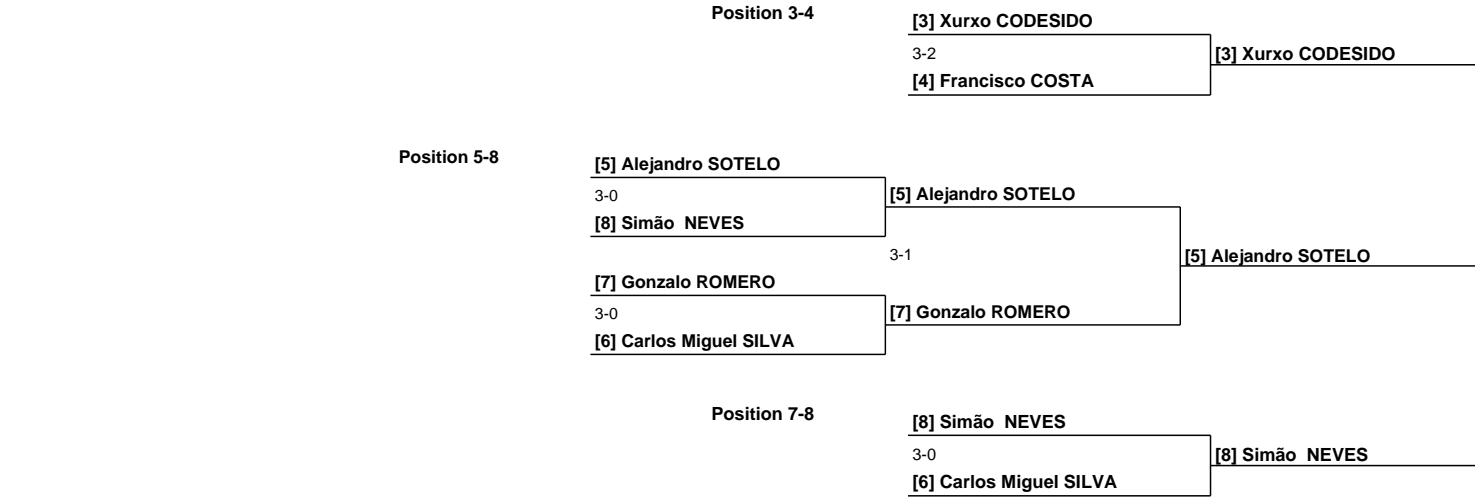 Position 3-4
[3] Xurxo CODESIDO
3-2
[3] Xurxo CODESIDO
[4] Francisco COSTA
Position 5-8
[5] Alejandro SOTELO
3-0
[5] Alejandro SOTELO
[8] Simão  NEVES
3-1
[5] Alejandro SOTELO
[7] Gonzalo ROMERO
3-0
[7] Gonzalo ROMERO
[6] Carlos Miguel SILVA
Position 7-8
[8] Simão  NEVES
3-0
[8] Simão  NEVES
[6] Carlos Miguel SILVA